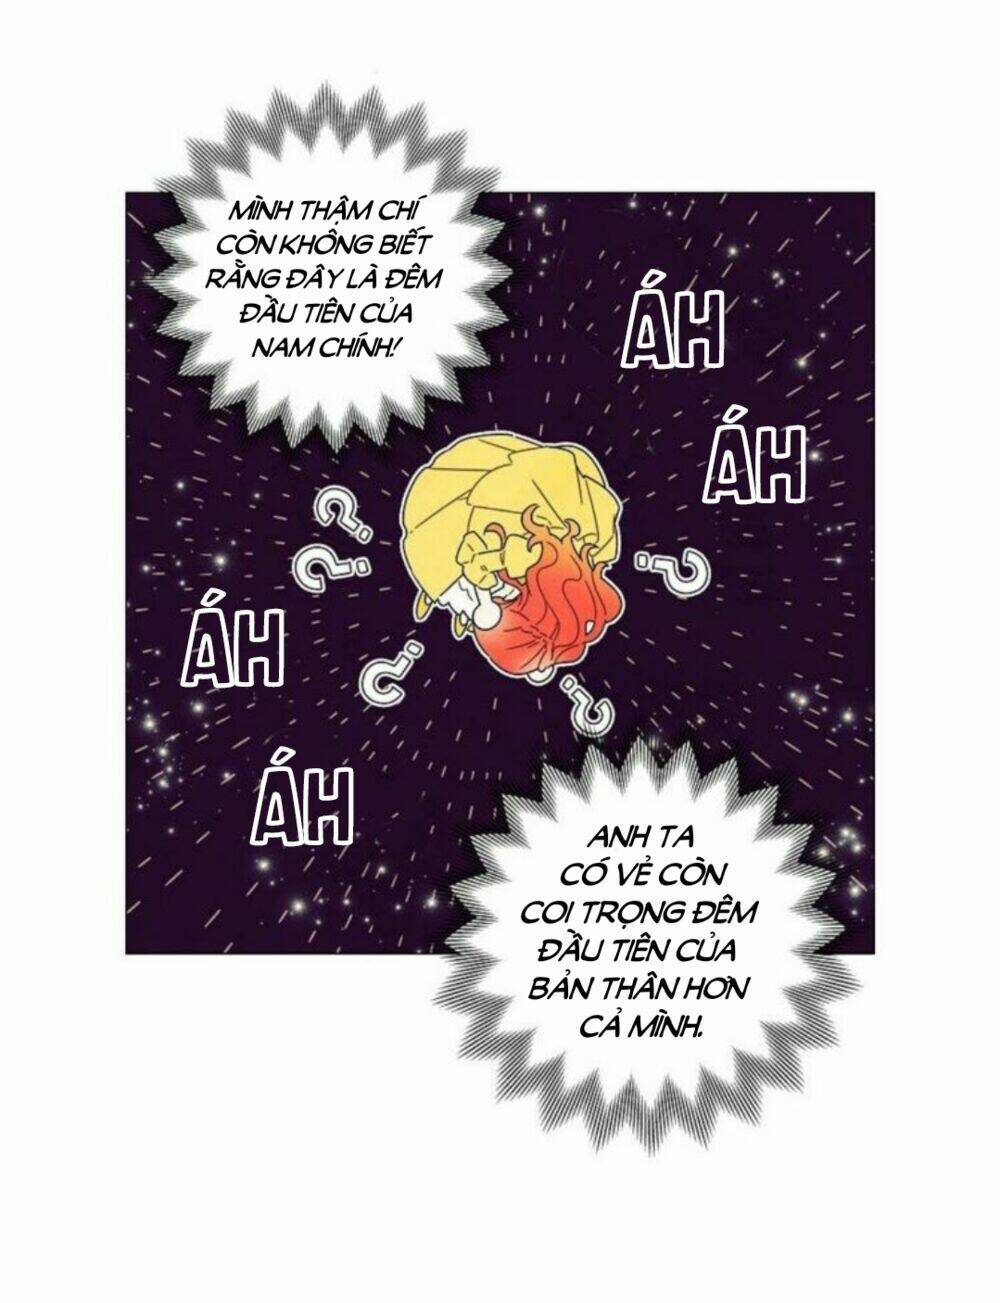 MÌNH THẬM CHÍ
CÒN KHÔNG BIẾT
RẰNG ĐÂY LÀ ĐÊM
ĐẦU TIÊN CỦA
NAM CHÍNH!
ÁH
ÁH
? ? ?
? ?
ÁH
ÁH
ANH TA
CÓ VẺ CÒN
COI TRỌNG ĐÊM
ĐẦU TIÊN CỦA
BẢN THÂN HƠN
CẢ MÌNH.